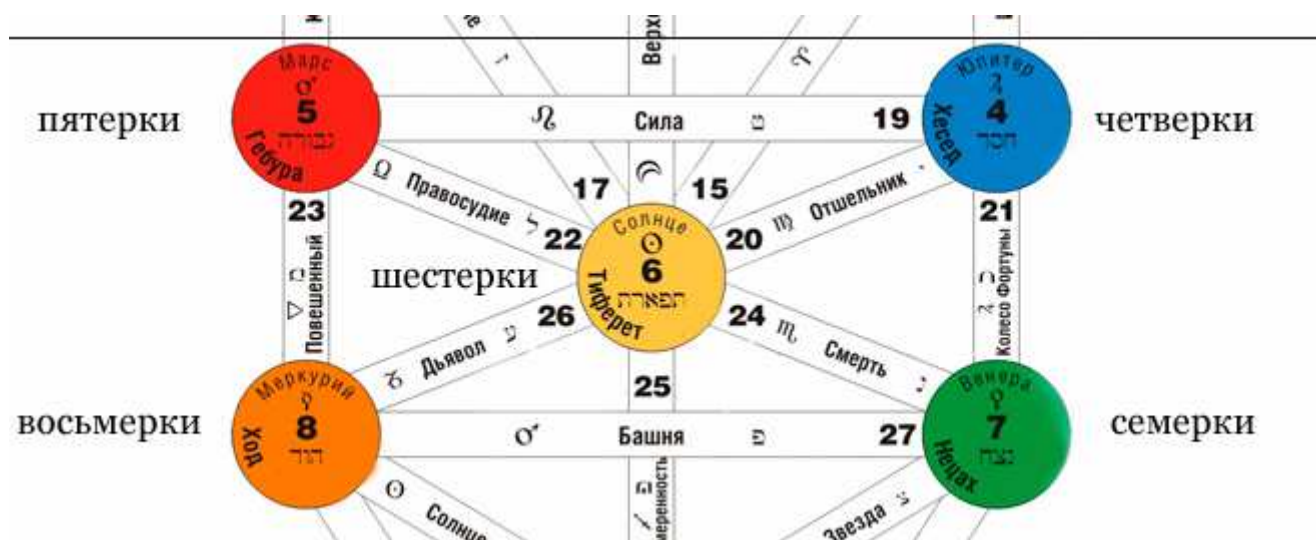 Марс
♂
5
גבורה
Гебура
пятерки
♌ Сила ט 19
Юпитер
♃
4
חסד
Хесед
четверки
♈
17
15
Правосудие ל 22
20 ♍ Отшельник
23
מ
Повешенный
21
כ
♃
Колесо Фортуны
Солнце
☉
6
תפארת
Тиферет
шестерки
♑ Дьявол ע 26
24 ♏ Смерть נ
25
Меркурий
☿
8
הוד
Ход
восьмерки
♂ Башня פ 27
Венера
♀
7
נצח
Нецах
семерки
☉ Солнце
Звезда